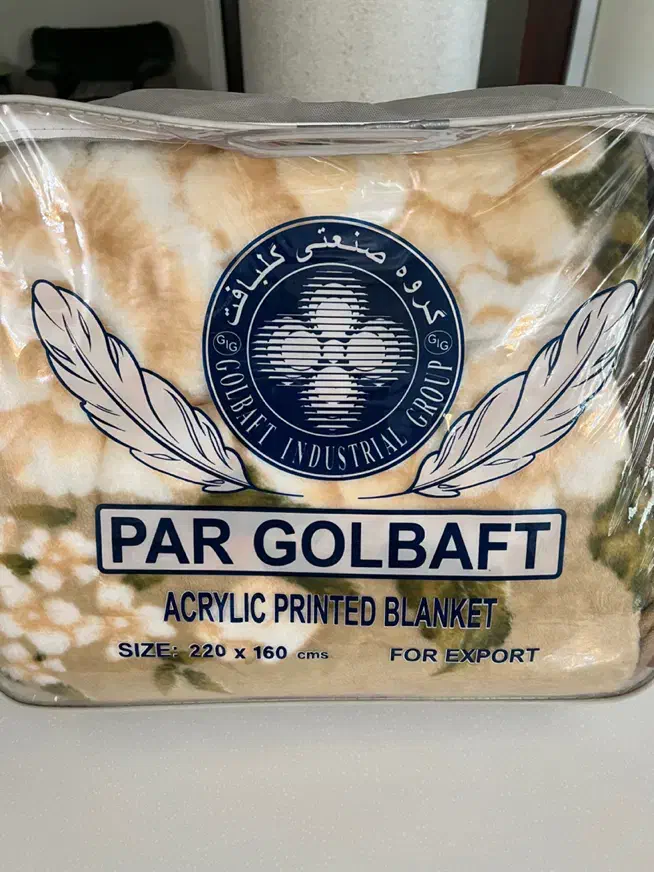 گروه صنعتی گلبافت
GIG
GIG
GOLBAFT INDUSTRIAL GROUP
PAR GOLBAFT
ACRYLIC PRINTED BLANKET
SIZE: 220 x 160 cms FOR EXPORT